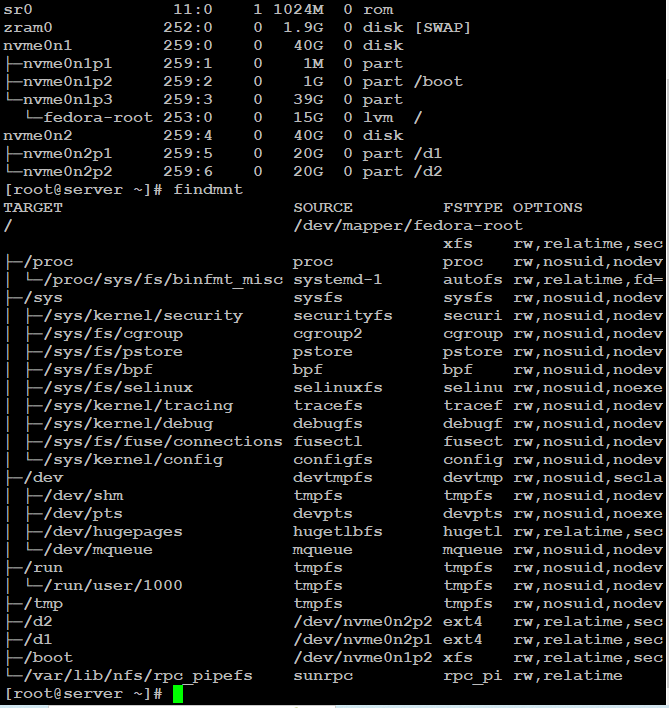 sr0              11:0    1 1024M  0 rom
zram0           252:0    0  1.9G  0 disk [SWAP]
nvme0n1         259:0    0   40G  0 disk
├─nvme0n1p1     259:1    0    1M  0 part
├─nvme0n1p2     259:2    0    1G  0 part /boot
└─nvme0n1p3     259:3    0   39G  0 part
  └─fedora-root 253:0    0   15G  0 lvm  /
nvme0n2         259:4    0   40G  0 disk
├─nvme0n2p1     259:5    0   20G  0 part /d1
└─nvme0n2p2     259:6    0   20G  0 part /d2
[root@server ~]# findmnt
TARGET                       SOURCE         FSTYPE OPTIONS
/                            /dev/mapper/fedora-root
                                            xfs    rw,relatime,sec
├─/proc                      proc           proc   rw,nosuid,nodev
│ └─/proc/sys/fs/binfmt_misc systemd-1      autofs rw,relatime,fd=
├─/sys                       sysfs          sysfs  rw,nosuid,nodev
│ ├─/sys/kernel/security     securityfs     securi rw,nosuid,nodev
│ ├─/sys/fs/cgroup           cgroup2        cgroup rw,nosuid,nodev
│ ├─/sys/fs/pstore           pstore         pstore rw,nosuid,nodev
│ ├─/sys/fs/bpf              bpf            bpf    rw,nosuid,nodev
│ ├─/sys/fs/selinux          selinuxfs      selinu rw,nosuid,noexe
│ ├─/sys/kernel/tracing      tracefs        tracef rw,nosuid,nodev
│ ├─/sys/kernel/debug        debugfs        debugf rw,nosuid,nodev
│ ├─/sys/fs/fuse/connections fusectl        fusect rw,nosuid,nodev
│ └─/sys/kernel/config       configfs       config rw,nosuid,nodev
├─/dev                       devtmpfs       devtmp rw,nosuid,secla
│ ├─/dev/shm                 tmpfs          tmpfs  rw,nosuid,nodev
│ ├─/dev/pts                 devpts         devpts rw,nosuid,noexe
│ ├─/dev/hugepages           hugetlbfs      hugetl rw,relatime,sec
│ └─/dev/mqueue              mqueue         mqueue rw,nosuid,nodev
├─/run                       tmpfs          tmpfs  rw,nosuid,nodev
│ └─/run/user/1000           tmpfs          tmpfs  rw,nosuid,nodev
├─/tmp                       tmpfs          tmpfs  rw,nosuid,nodev
├─/d2                        /dev/nvme0n2p2 ext4   rw,relatime,sec
├─/d1                        /dev/nvme0n2p1 ext4   rw,relatime,sec
├─/boot                      /dev/nvme0n1p2 xfs    rw,relatime,sec
└─/var/lib/nfs/rpc_pipefs    sunrpc         rpc_pi rw,relatime
[root@server ~]#